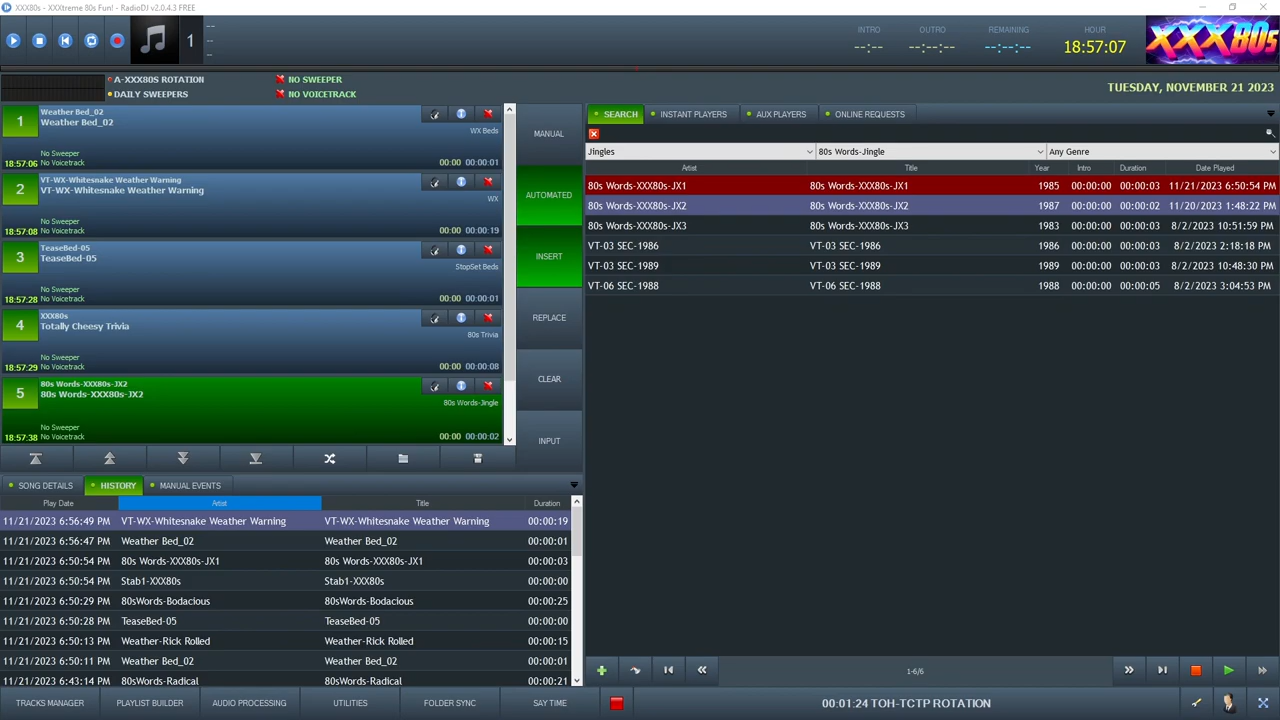 XXX80s - XXXtreme 80s Fun! - RadioDJ v2.0.4.3 FREE
1
--
--
--
INTRO
--:--
OUTRO
--:--:--
REMAINING
--:--:--
HOUR
18:57:07
XXX80s
A-XXX80S ROTATION
NO SWEEPER
DAILY SWEEPERS
NO VOICETRACK
TUESDAY, NOVEMBER 21 2023
1
Weather Bed_02
Weather Bed_02
WX Beds
No Sweeper
18:57:06 No Voicetrack 00:00 00:00:01
2
VT-WX-Whitesnake Weather Warning
VT-WX-Whitesnake Weather Warning
WX
No Sweeper
18:57:08 No Voicetrack 00:00 00:00:19
3
TeaseBed-05
TeaseBed-05
StopSet Beds
No Sweeper
18:57:28 No Voicetrack 00:00 00:00:01
4
XXX80s
Totally Cheesy Trivia
80s Trivia
No Sweeper
18:57:29 No Voicetrack 00:00 00:00:08
5
80s Words-XXX80s-JX2
80s Words-XXX80s-JX2
80s Words-Jingle
No Sweeper
18:57:38 No Voicetrack 00:00 00:00:02
MANUAL
AUTOMATED
INSERT
REPLACE
CLEAR
INPUT
SEARCH INSTANT PLAYERS AUX PLAYERS ONLINE REQUESTS
Jingles 80s Words-Jingle Any Genre
Artist Title Year Intro Duration Date Played
80s Words-XXX80s-JX1 80s Words-XXX80s-JX1 1985 00:00:00 00:00:03 11/21/2023 6:50:54 PM
80s Words-XXX80s-JX2 80s Words-XXX80s-JX2 1987 00:00:00 00:00:02 11/20/2023 1:48:22 PM
80s Words-XXX80s-JX3 80s Words-XXX80s-JX3 1983 00:00:00 00:00:03 8/2/2023 10:51:59 PM
VT-03 SEC-1986 VT-03 SEC-1986 1986 00:00:00 00:00:03 8/2/2023 2:18:18 PM
VT-03 SEC-1989 VT-03 SEC-1989 1989 00:00:00 00:00:03 8/2/2023 10:48:30 PM
VT-06 SEC-1988 VT-06 SEC-1988 1988 00:00:00 00:00:05 8/2/2023 3:04:53 PM
SONG DETAILS HISTORY MANUAL EVENTS
Play Date Artist Title Duration
11/21/2023 6:56:49 PM VT-WX-Whitesnake Weather Warning VT-WX-Whitesnake Weather Warning 00:00:19
11/21/2023 6:56:47 PM Weather Bed_02 Weather Bed_02 00:00:01
11/21/2023 6:50:54 PM 80s Words-XXX80s-JX1 80s Words-XXX80s-JX1 00:00:03
11/21/2023 6:50:54 PM Stab1-XXX80s Stab1-XXX80s 00:00:00
11/21/2023 6:50:29 PM 80sWords-Bodacious 80sWords-Bodacious 00:00:25
11/21/2023 6:50:28 PM TeaseBed-05 TeaseBed-05 00:00:01
11/21/2023 6:50:13 PM Weather-Rick Rolled Weather-Rick Rolled 00:00:15
11/21/2023 6:50:11 PM Weather Bed_02 Weather Bed_02 00:00:01
11/21/2023 6:43:14 PM 80sWords-Radical 80sWords-Radical 00:00:21
1-6/6
TRACKS MANAGER PLAYLIST BUILDER AUDIO PROCESSING UTILITIES FOLDER SYNC SAY TIME
00:01:24 TOH-TCTP ROTATION